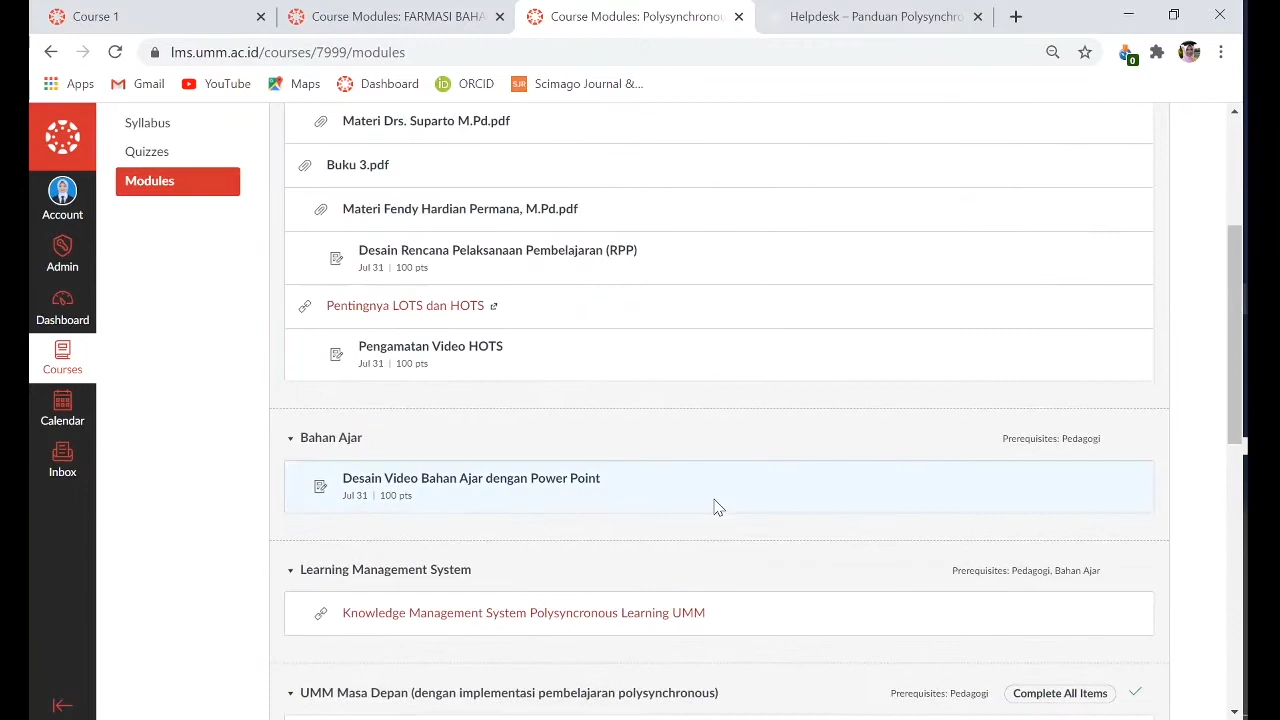 Course 1
Course Modules: FARMASI BAHA
Course Modules: Polysynchronou
Helpdesk – Panduan Polysynchro
lms.umm.ac.id/courses/7999/modules
0
Apps
Gmail
YouTube
Maps
Dashboard
ORCID
SJR
Scimago Journal &...
Account
Admin
Dashboard
Courses
Calendar
Inbox
Syllabus
Quizzes
Modules
Materi Drs. Suparto M.Pd.pdf
Buku 3.pdf
Materi Fendy Hardian Permana, M.Pd.pdf
Desain Rencana Pelaksanaan Pembelajaran (RPP)
Jul 31 | 100 pts
Pentingnya LOTS dan HOTS
Pengamatan Video HOTS
Jul 31 | 100 pts
Bahan Ajar
Prerequisites: Pedagogi
Desain Video Bahan Ajar dengan Power Point
Jul 31 | 100 pts
Learning Management System
Prerequisites: Pedagogi, Bahan Ajar
Knowledge Management System Polysyncronous Learning UMM
UMM Masa Depan (dengan implementasi pembelajaran polysynchronous)
Prerequisites: Pedagogi
Complete All Items